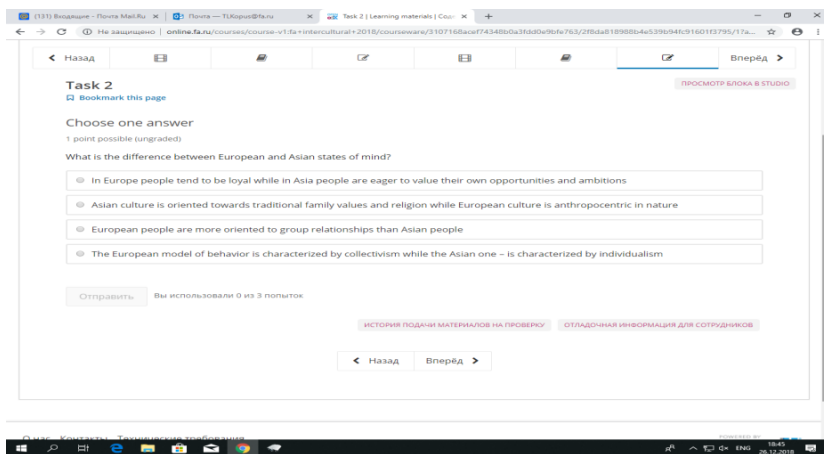 (131) Входящие - Почта Mail.Ru
Почта — TLKopus@fa.ru
Task 2 | Learning materials | Содер
Не защищено | online.fa.ru/courses/course-v1:fa+intercultural+2018/courseware/3107168acef74348b0a3fdd0e9bfe763/2f8da818988b4e539b94fc91601f3795/1?a...
Назад
Вперёд
Task 2
ПРОСМОТР БЛОКА В STUDIO
Bookmark this page
Choose one answer
1 point possible (ungraded)
What is the difference between European and Asian states of mind?
In Europe people tend to be loyal while in Asia people are eager to value their own opportunities and ambitions
Asian culture is oriented towards traditional family values and religion while European culture is anthropocentric in nature
European people are more oriented to group relationships than Asian people
The European model of behavior is characterized by collectivism while the Asian one – is characterized by individualism
Отправить
Вы использовали 0 из 3 попыток
ИСТОРИЯ ПОДАЧИ МАТЕРИАЛОВ НА ПРОВЕРКУ
ОТЛАДОЧНАЯ ИНФОРМАЦИЯ ДЛЯ СОТРУДНИКОВ
Назад
Вперёд
О нас Контакты Технические требования
POWERED BY
ENG
18:45
26.12.2018